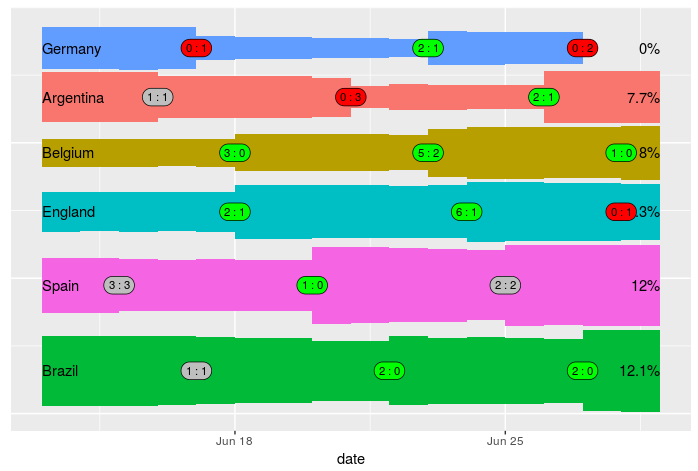 Germany 0 : 1 2 : 1 0 : 2 0%
Argentina 1 : 1 0 : 3 2 : 1 7.7%
Belgium 3 : 0 5 : 2 1 : 0 8%
England 2 : 1 6 : 1 0 : 1 .3%
Spain 3 : 3 1 : 0 2 : 2 12%
Brazil 1 : 1 2 : 0 2 : 0 12.1%
Jun 18 Jun 25
date